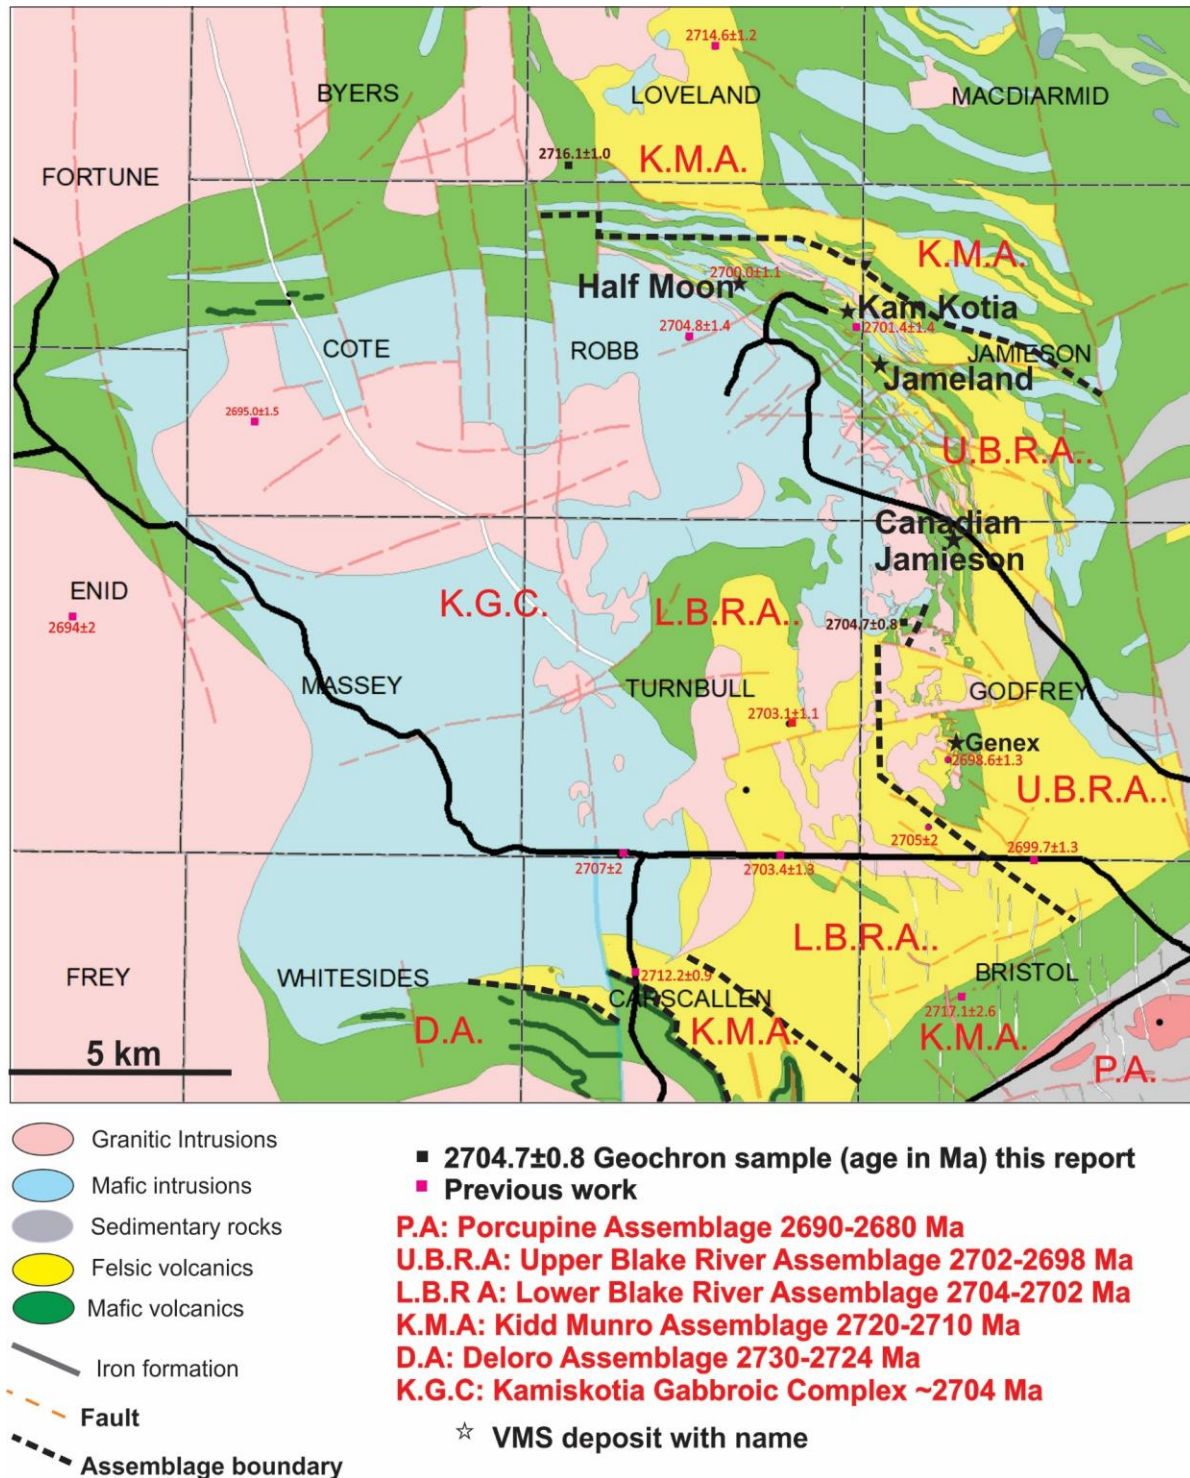 2714.6±1.2
BYERS
LOVELAND
MACDIARMID
2716.1±1.0
K.M.A.
FORTUNE
K.M.A.
2700.0±1.1
Half Moon
Kam Kotia
2701.4±1.4
2704.8±1.4
COTE
ROBB
JAMIESON
Jameland
2695.0±1.5
U.B.R.A..
Canadian
Jamieson
ENID
2694±2
K.G.C.
L.B.R.A..
2704.7±0.8
MASSEY
TURNBULL
GODFREY
2703.1±1.1
Genex
2698.6±1.3
U.B.R.A..
2705±2
2707±2
2703.4±1.3
2699.7±1.3
L.B.R.A..
FREY
WHITESIDES
2712.2±0.9
CARSCALLEN
BRISTOL
2717.1±2.6
D.A.
K.M.A.
K.M.A.
P.A.
5 km
Granitic Intrusions
Mafic intrusions
Sedimentary rocks
Felsic volcanics
Mafic volcanics
Iron formation
Fault
Assemblage boundary
2704.7±0.8 Geochron sample (age in Ma) this report
Previous work
P.A: Porcupine Assemblage 2690-2680 Ma
U.B.R.A: Upper Blake River Assemblage 2702-2698 Ma
L.B.R A: Lower Blake River Assemblage 2704-2702 Ma
K.M.A: Kidd Munro Assemblage 2720-2710 Ma
D.A: Deloro Assemblage 2730-2724 Ma
K.G.C: Kamiskotia Gabbroic Complex ~2704 Ma
VMS deposit with name